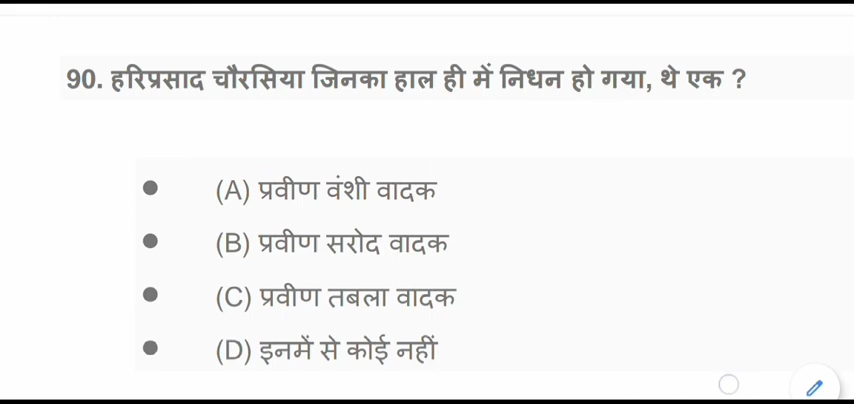 90. हरिप्रसाद चौरसिया जिनका हाल ही में निधन हो गया, थे एक ?
(A) प्रवीण वंशी वादक
(B) प्रवीण सरोद वादक
(C) प्रवीण तबला वादक
(D) इनमें से कोई नहीं